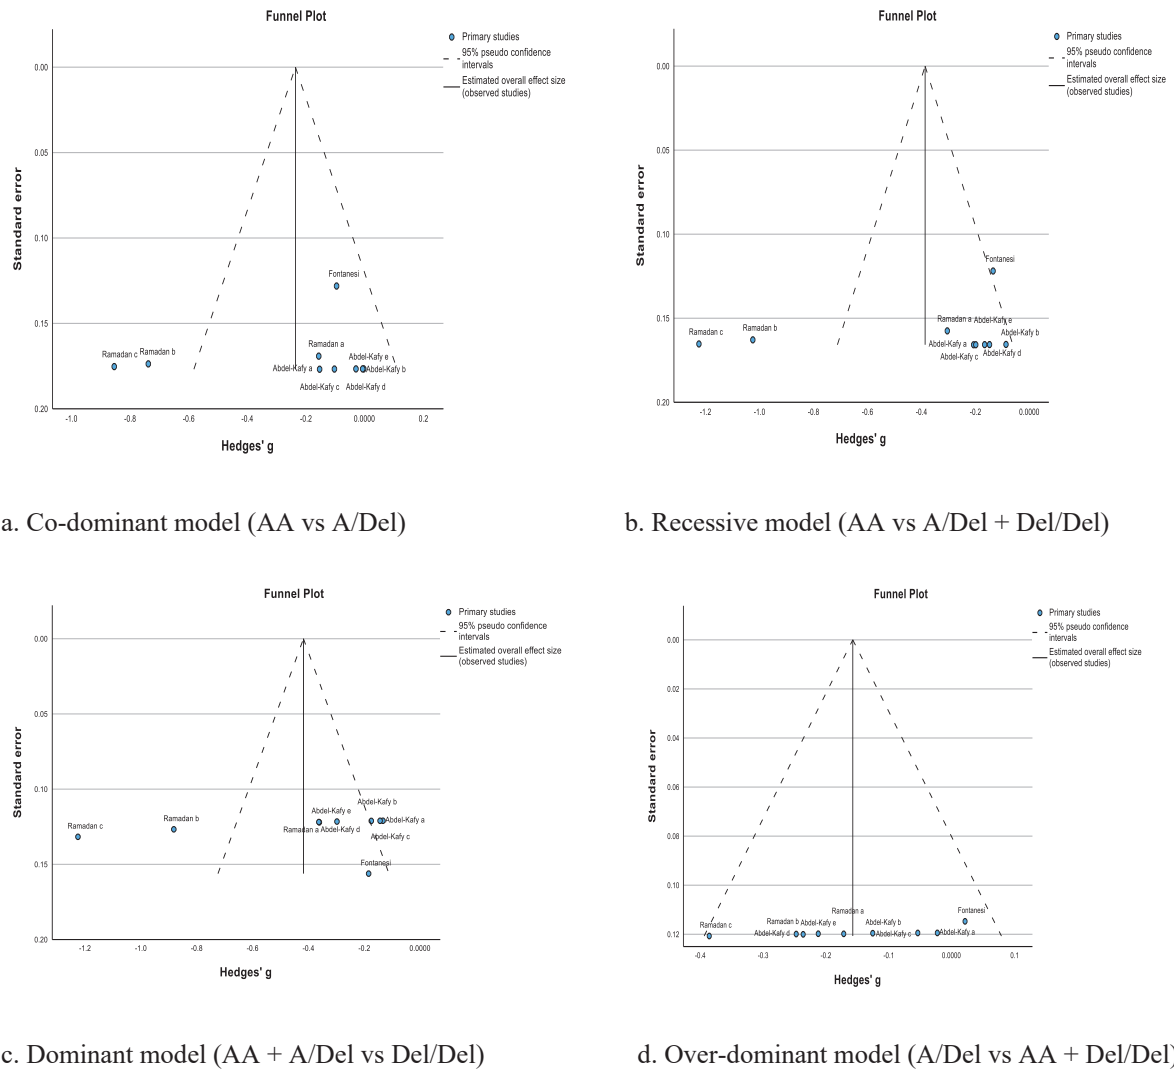 Funnel Plot
Primary studies
95% pseudo confidence
intervals
Estimated overall effect size
(observed studies)
Standard error
0.00
0.05
0.10
0.15
0.20
Fontanesi
Ramadan a
Ramadan c
Ramadan b
Abdel-Kafy e
Abdel-Kafy a
Abdel-Kafy b
Abdel-Kafy c
Abdel-Kafy d
-1.0
-0.8
-0.6
-0.4
-0.2
0.0000
0.2
Hedges' g
a. Co-dominant model (AA vs A/Del)
Funnel Plot
Primary studies
95% pseudo confidence
intervals
Estimated overall effect size
(observed studies)
Standard error
0.00
0.05
0.10
0.15
0.20
Fontanesi
Ramadan a
Abdel-Kafy e
Ramadan c
Ramadan b
Abdel-Kafy b
Abdel-Kafy a
Abdel-Kafy d
Abdel-Kafy c
-1.2
-1.0
-0.8
-0.6
-0.4
-0.2
0.0000
Hedges' g
b. Recessive model (AA vs A/Del + Del/Del)
Funnel Plot
Primary studies
95% pseudo confidence
intervals
Estimated overall effect size
(observed studies)
Standard error
0.00
0.05
0.10
0.15
0.20
Abdel-Kafy b
Abdel-Kafy e
Ramadan b
Abdel-Kafy a
Ramadan c
Ramadan a
Abdel-Kafy d
Abdel-Kafy c
Fontanesi
-1.2
-1.0
-0.8
-0.6
-0.4
-0.2
0.0000
Hedges' g
c. Dominant model (AA + A/Del vs Del/Del)
Funnel Plot
Primary studies
95% pseudo confidence
intervals
Estimated overall effect size
(observed studies)
Standard error
0.00
0.02
0.04
0.06
0.08
0.10
0.12
Ramadan a
Fontanesi
Ramadan b
Abdel-Kafy e
Abdel-Kafy b
Ramadan c
Abdel-Kafy d
Abdel-Kafy c
Abdel-Kafy a
-0.4
-0.3
-0.2
-0.1
0.0000
0.1
Hedges' g
d. Over-dominant model (A/Del vs AA + Del/Del)